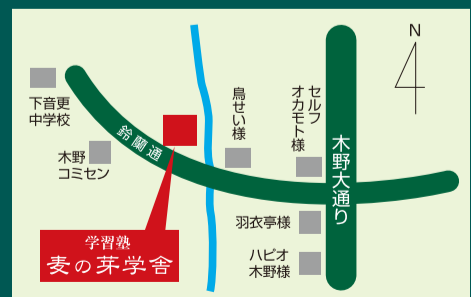 N
下音更
中学校
木野
コミセン
鈴蘭通
鳥せい様
セルフ
オカモト様
木野大通り
羽衣亭様
ハピオ
木野様
学習塾
麦の芽学舎